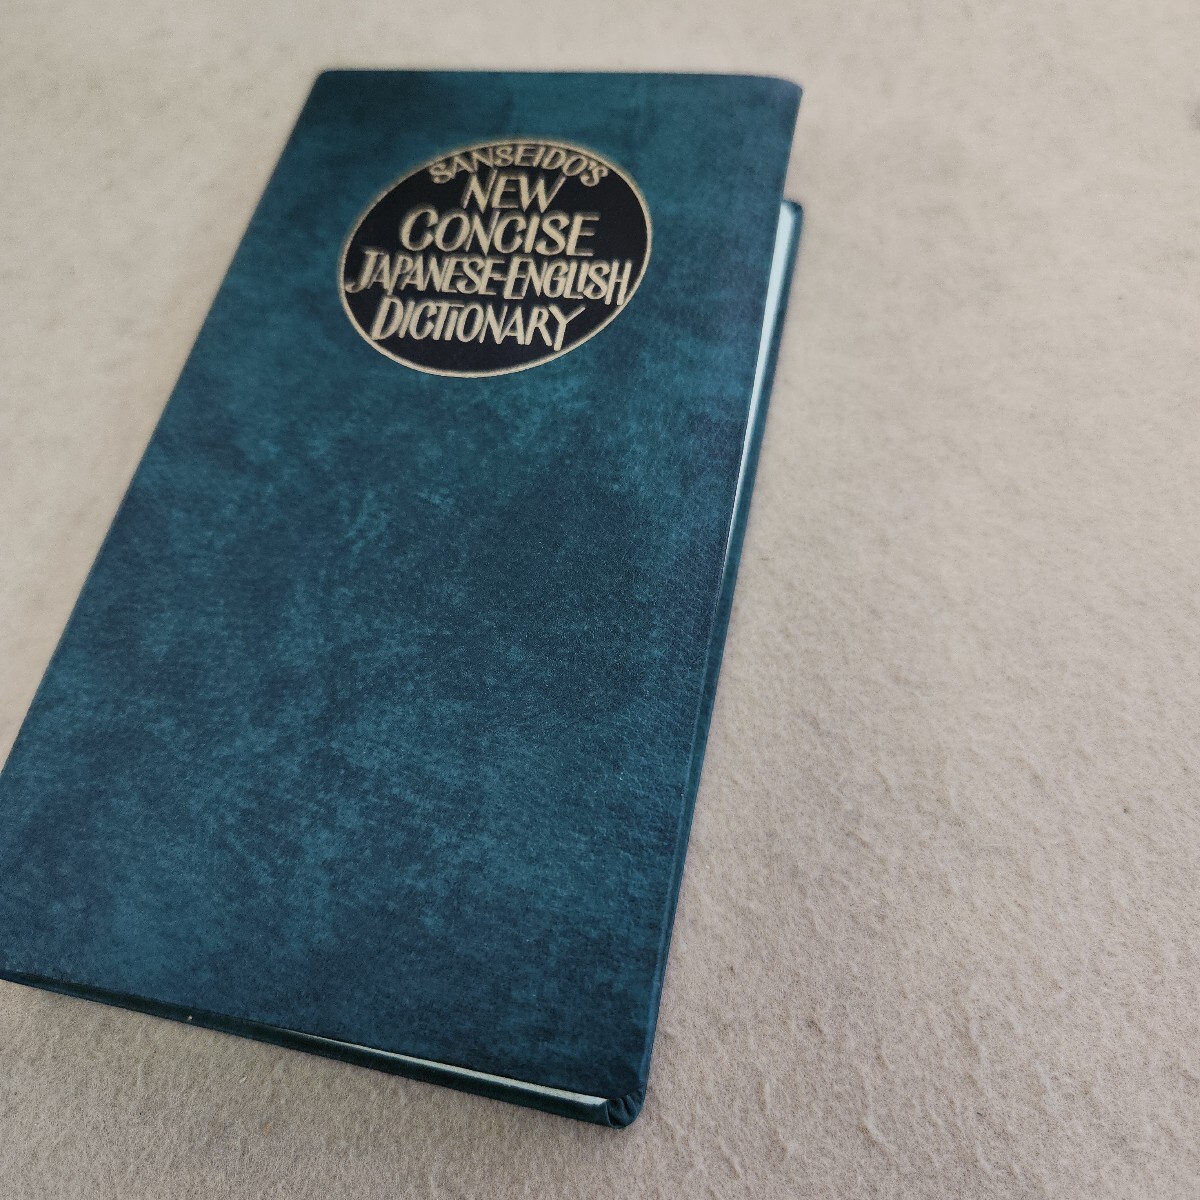 SANSEIDO'S
NEW
CONCISE
JAPANESE-ENGLISH
DICTIONARY